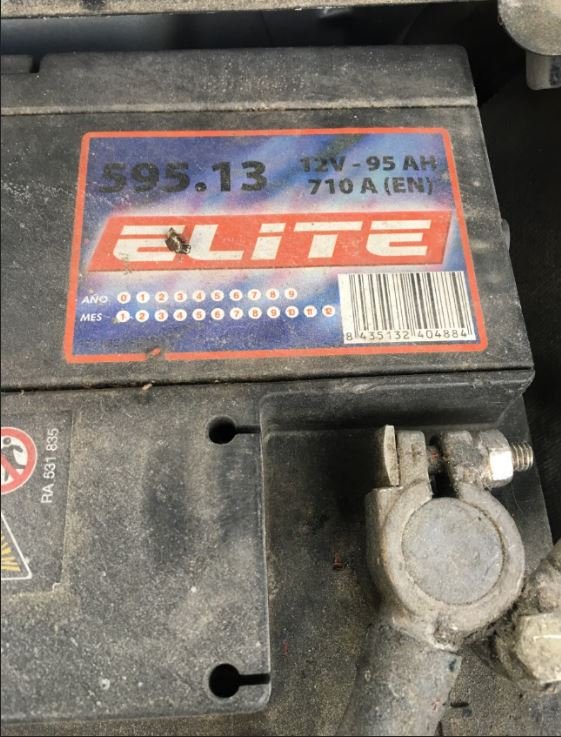 595.13 12V - 95 AH
710 A (EN)
ELiTE
AÑO 0 1 2 3 4 5 6 7 8 9
MES 1 2 3 4 5 6 7 8 9 10 11 12
8 435132 404884
RA 531 835